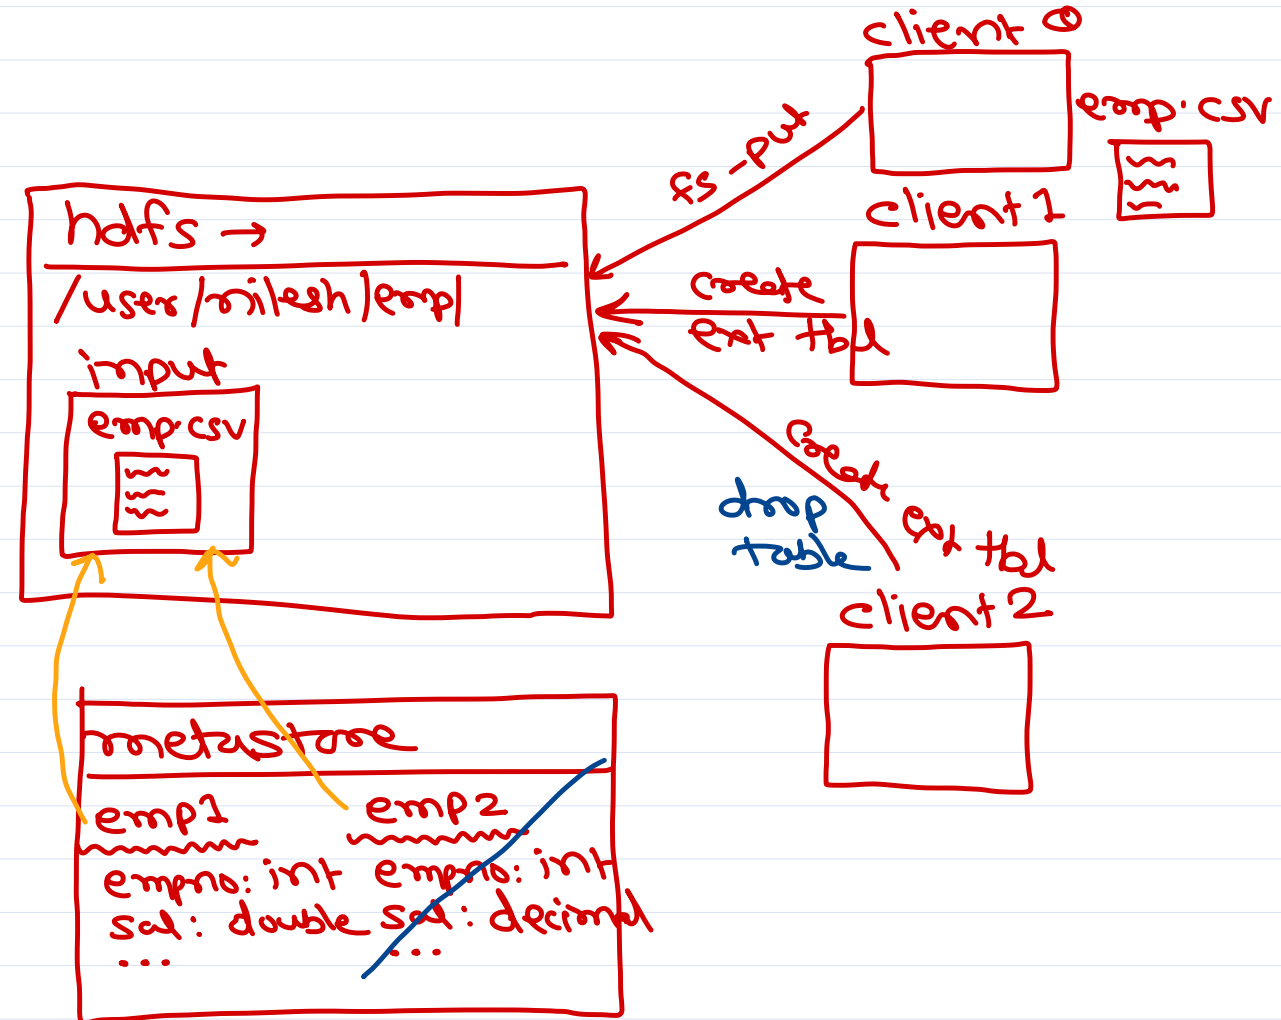 client 0
emp.csv
fs -put
client 1
hdfs →
/user/nilesh/emp/
input
emp.csv
create
ext tbl
create ext tbl
drop
table
client 2
metastore
emp1
emp2
empno: int
empno: int
sal: double
sal: decimal
...
...